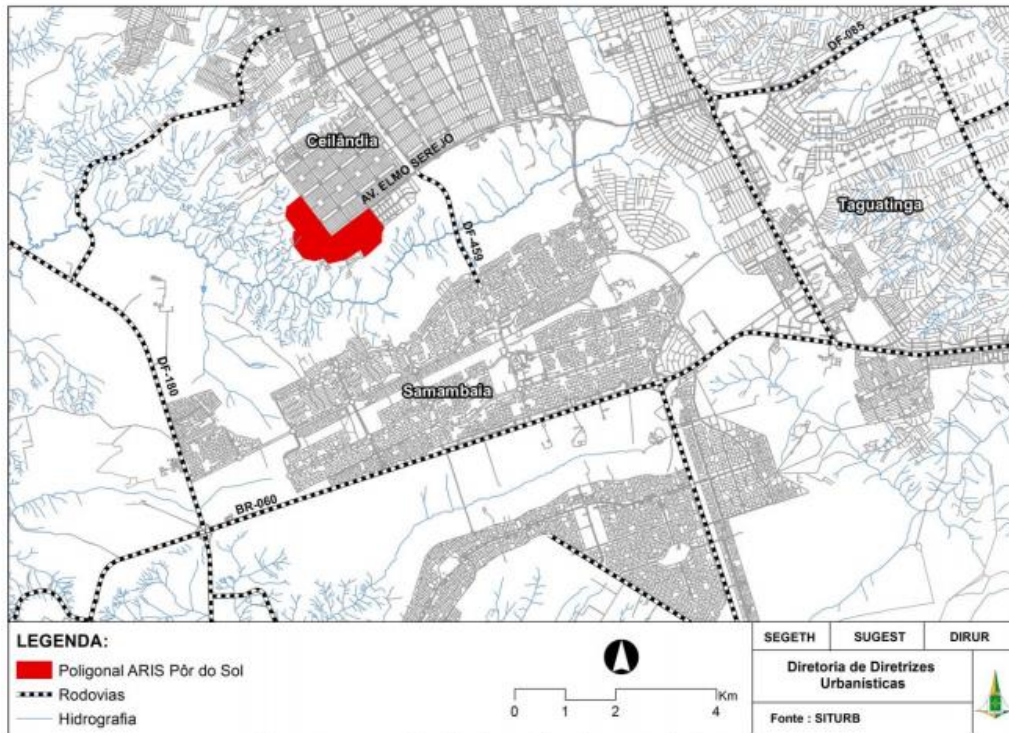 DF-085
Ceilândia
AV. ELMO SEREJO
Taguatinga
DF-459
DF-180
Samambaia
BR-060
LEGENDA:
Poligonal ARIS Pôr do Sol
Rodovias
Hidrografia
Km
0 1 2 4
SEGETH SUGEST DIRUR
Diretoria de Diretrizes
Urbanísticas
Fonte : SITURB